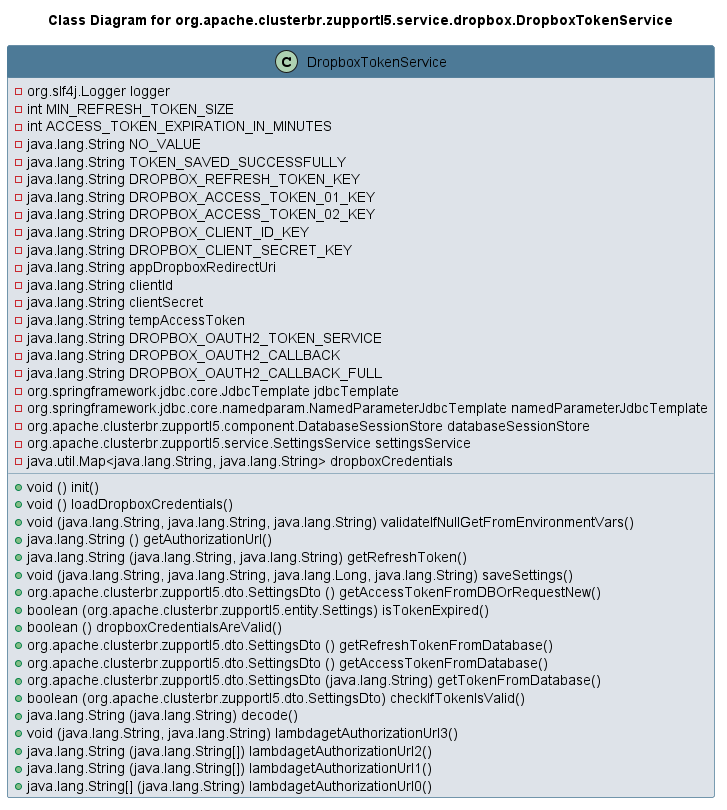 Class Diagram for org.apache.clusterbr.zupportl5.service.dropbox.DropboxTokenService
C DropboxTokenService
org.slf4j.Logger logger
int MIN_REFRESH_TOKEN_SIZE
int ACCESS_TOKEN_EXPIRATION_IN_MINUTES
java.lang.String NO_VALUE
java.lang.String TOKEN_SAVED_SUCCESSFULLY
java.lang.String DROPBOX_REFRESH_TOKEN_KEY
java.lang.String DROPBOX_ACCESS_TOKEN_01_KEY
java.lang.String DROPBOX_ACCESS_TOKEN_02_KEY
java.lang.String DROPBOX_CLIENT_ID_KEY
java.lang.String DROPBOX_CLIENT_SECRET_KEY
java.lang.String appDropboxRedirectUri
java.lang.String clientId
java.lang.String clientSecret
java.lang.String tempAccessToken
java.lang.String DROPBOX_OAUTH2_TOKEN_SERVICE
java.lang.String DROPBOX_OAUTH2_CALLBACK
java.lang.String DROPBOX_OAUTH2_CALLBACK_FULL
org.springframework.jdbc.core.JdbcTemplate jdbcTemplate
org.springframework.jdbc.core.namedparam.NamedParameterJdbcTemplate namedParameterJdbcTemplate
org.apache.clusterbr.zupportl5.component.DatabaseSessionStore databaseSessionStore
org.apache.clusterbr.zupportl5.service.SettingsService settingsService
java.util.Map<java.lang.String, java.lang.String> dropboxCredentials
void () init()
void () loadDropboxCredentials()
void (java.lang.String, java.lang.String, java.lang.String) validateIfNullGetFromEnvironmentVars()
java.lang.String () getAuthorizationUrl()
java.lang.String (java.lang.String, java.lang.String) getRefreshToken()
void (java.lang.String, java.lang.String, java.lang.Long, java.lang.String) saveSettings()
org.apache.clusterbr.zupportl5.dto.SettingsDto () getAccessTokenFromDBOrRequestNew()
boolean (org.apache.clusterbr.zupportl5.entity.Settings) isTokenExpired()
boolean () dropboxCredentialsAreValid()
org.apache.clusterbr.zupportl5.dto.SettingsDto () getRefreshTokenFromDatabase()
org.apache.clusterbr.zupportl5.dto.SettingsDto () getAccessTokenFromDatabase()
org.apache.clusterbr.zupportl5.dto.SettingsDto (java.lang.String) getTokenFromDatabase()
boolean (org.apache.clusterbr.zupportl5.dto.SettingsDto) checkIfTokenIsValid()
java.lang.String (java.lang.String) decode()
void (java.lang.String, java.lang.String) lambdagetAuthorizationUrl3()
java.lang.String (java.lang.String[]) lambdagetAuthorizationUrl2()
java.lang.String (java.lang.String[]) lambdagetAuthorizationUrl1()
java.lang.String[] (java.lang.String) lambdagetAuthorizationUrl0()